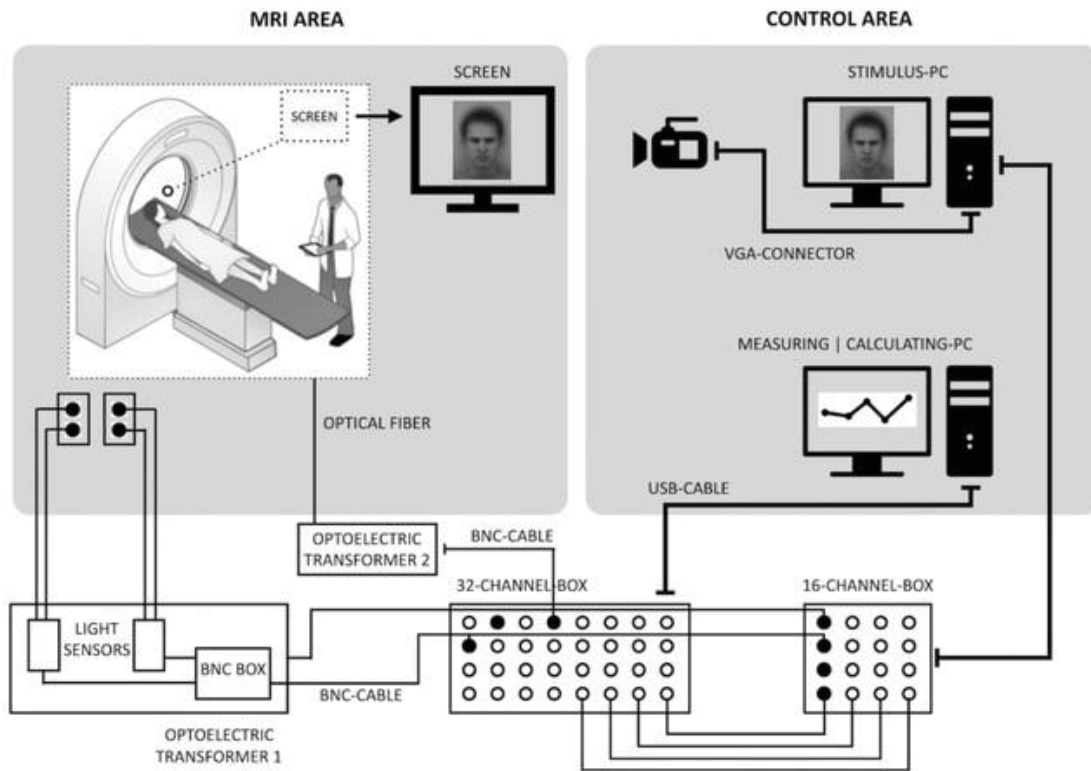 MRI AREA
CONTROL AREA
SCREEN
SCREEN
STIMULUS-PC
VGA-CONNECTOR
MEASURING | CALCULATING-PC
OPTICAL FIBER
USB-CABLE
OPTOELECTRIC
TRANSFORMER 2
BNC-CABLE
32-CHANNEL-BOX
16-CHANNEL-BOX
LIGHT
SENSORS
BNC BOX
BNC-CABLE
OPTOELECTRIC
TRANSFORMER 1